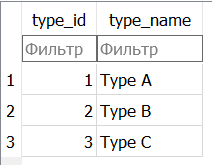 type_id type_name
Фильтр Фильтр
1 1 Type A
2 2 Type B
3 3 Type C